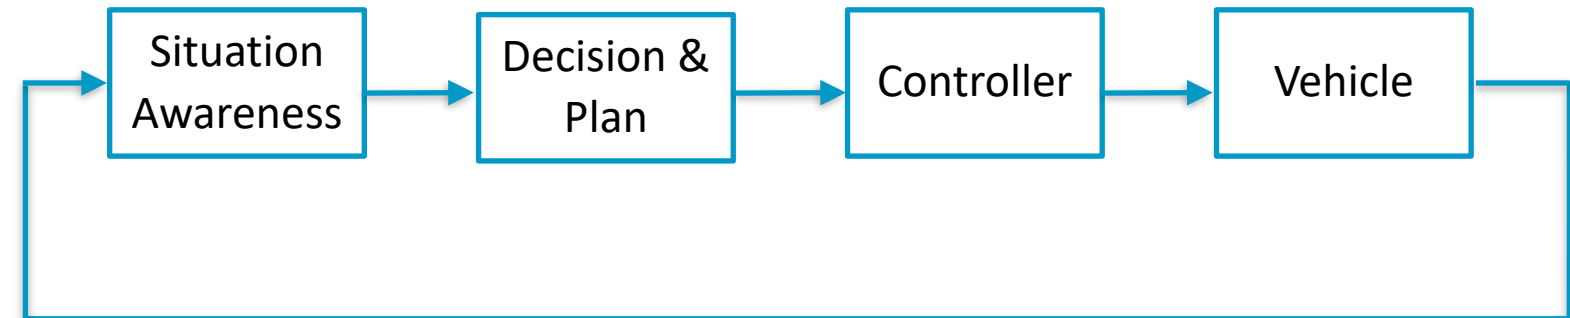 Situation
Awareness
Decision &
Plan
Controller
Vehicle